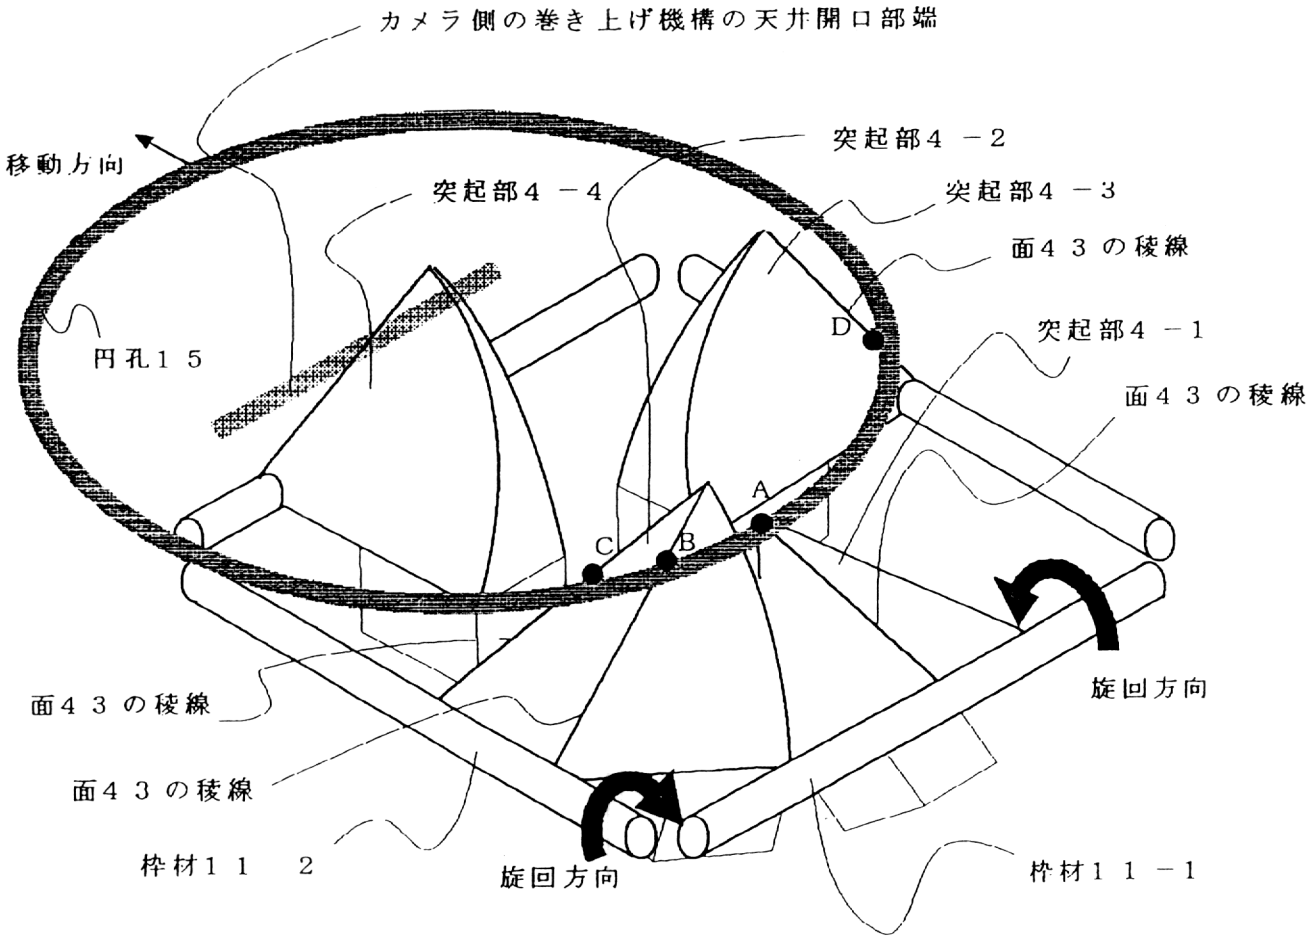 カメラ側の巻き上げ機構の天井開口部端
移動方向
突起部4-2
突起部4-4
突起部4-3
面43の稜線
D
円孔15
突起部4-1
面43の稜線
A
C
B
旋回方向
面43の稜線
面43の稜線
枠材11 2
旋回方向
枠材11-1